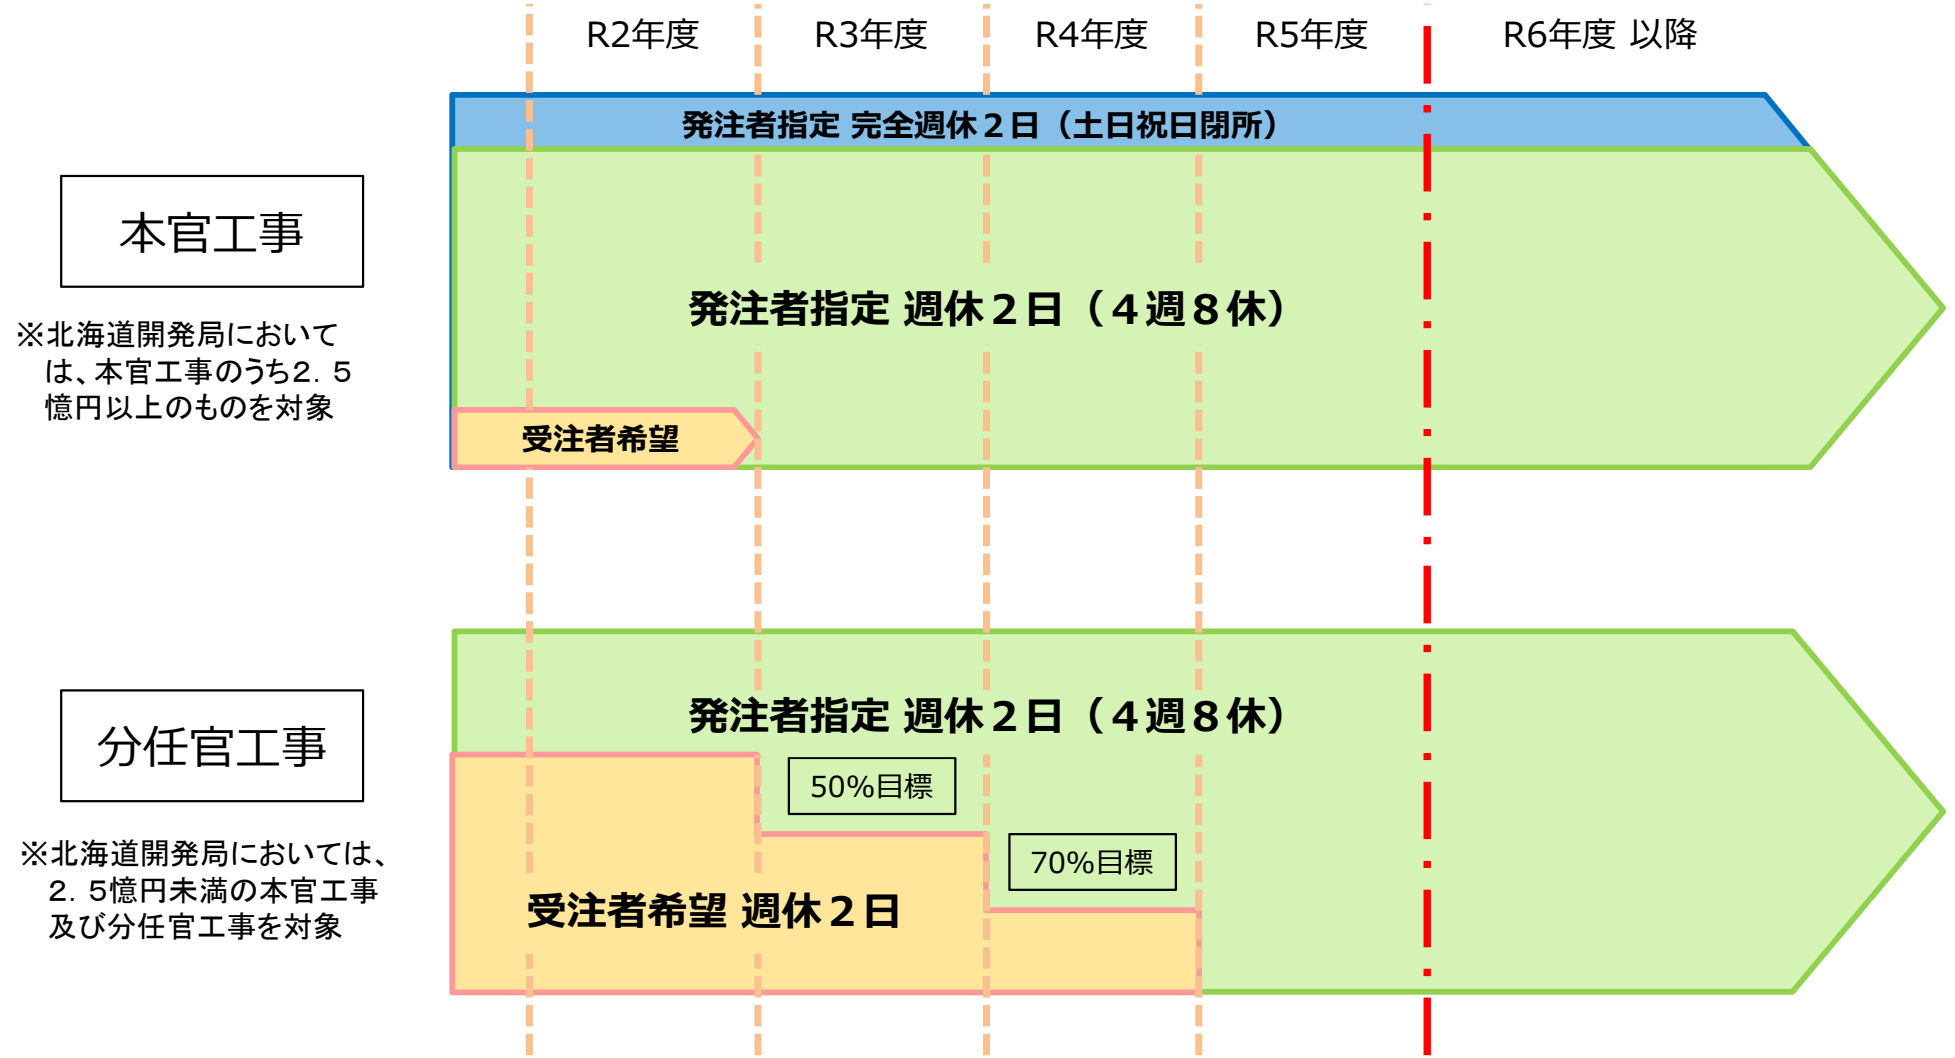 R2年度
R3年度
R4年度
R5年度
R6年度 以降
発注者指定 完全週休２日（土日祝日閉所）
本官工事
発注者指定 週休２日（４週８休）
※北海道開発局において
は、本官工事のうち２．５
憶円以上のものを対象
受注者希望
発注者指定 週休２日（４週８休）
分任官工事
50%目標
70%目標
※北海道開発局においては、
２．５憶円未満の本官工事
及び分任官工事を対象
受注者希望 週休２日